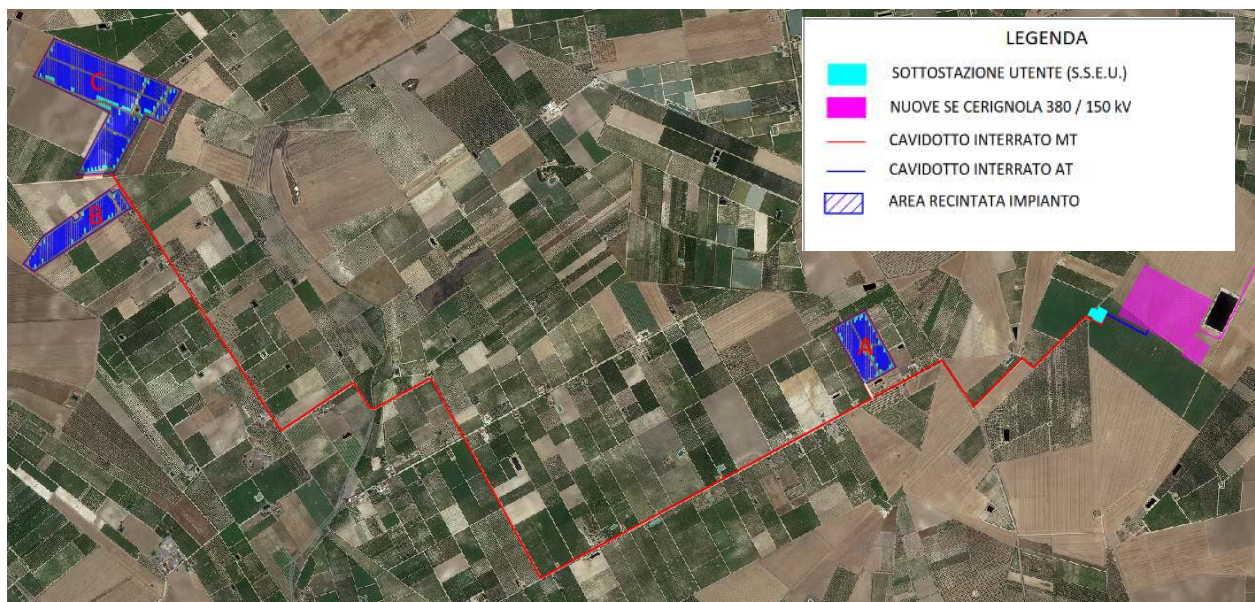 LEGENDA
SOTTOSTAZIONE UTENTE (S.S.E.U.)
NUOVE SE CERIGNOLA 380 / 150 kV
CAVIDOTTO INTERRATO MT
CAVIDOTTO INTERRATO AT
AREA RECINTATA IMPIANTO
C
B
A